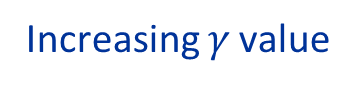 Increasing γ value